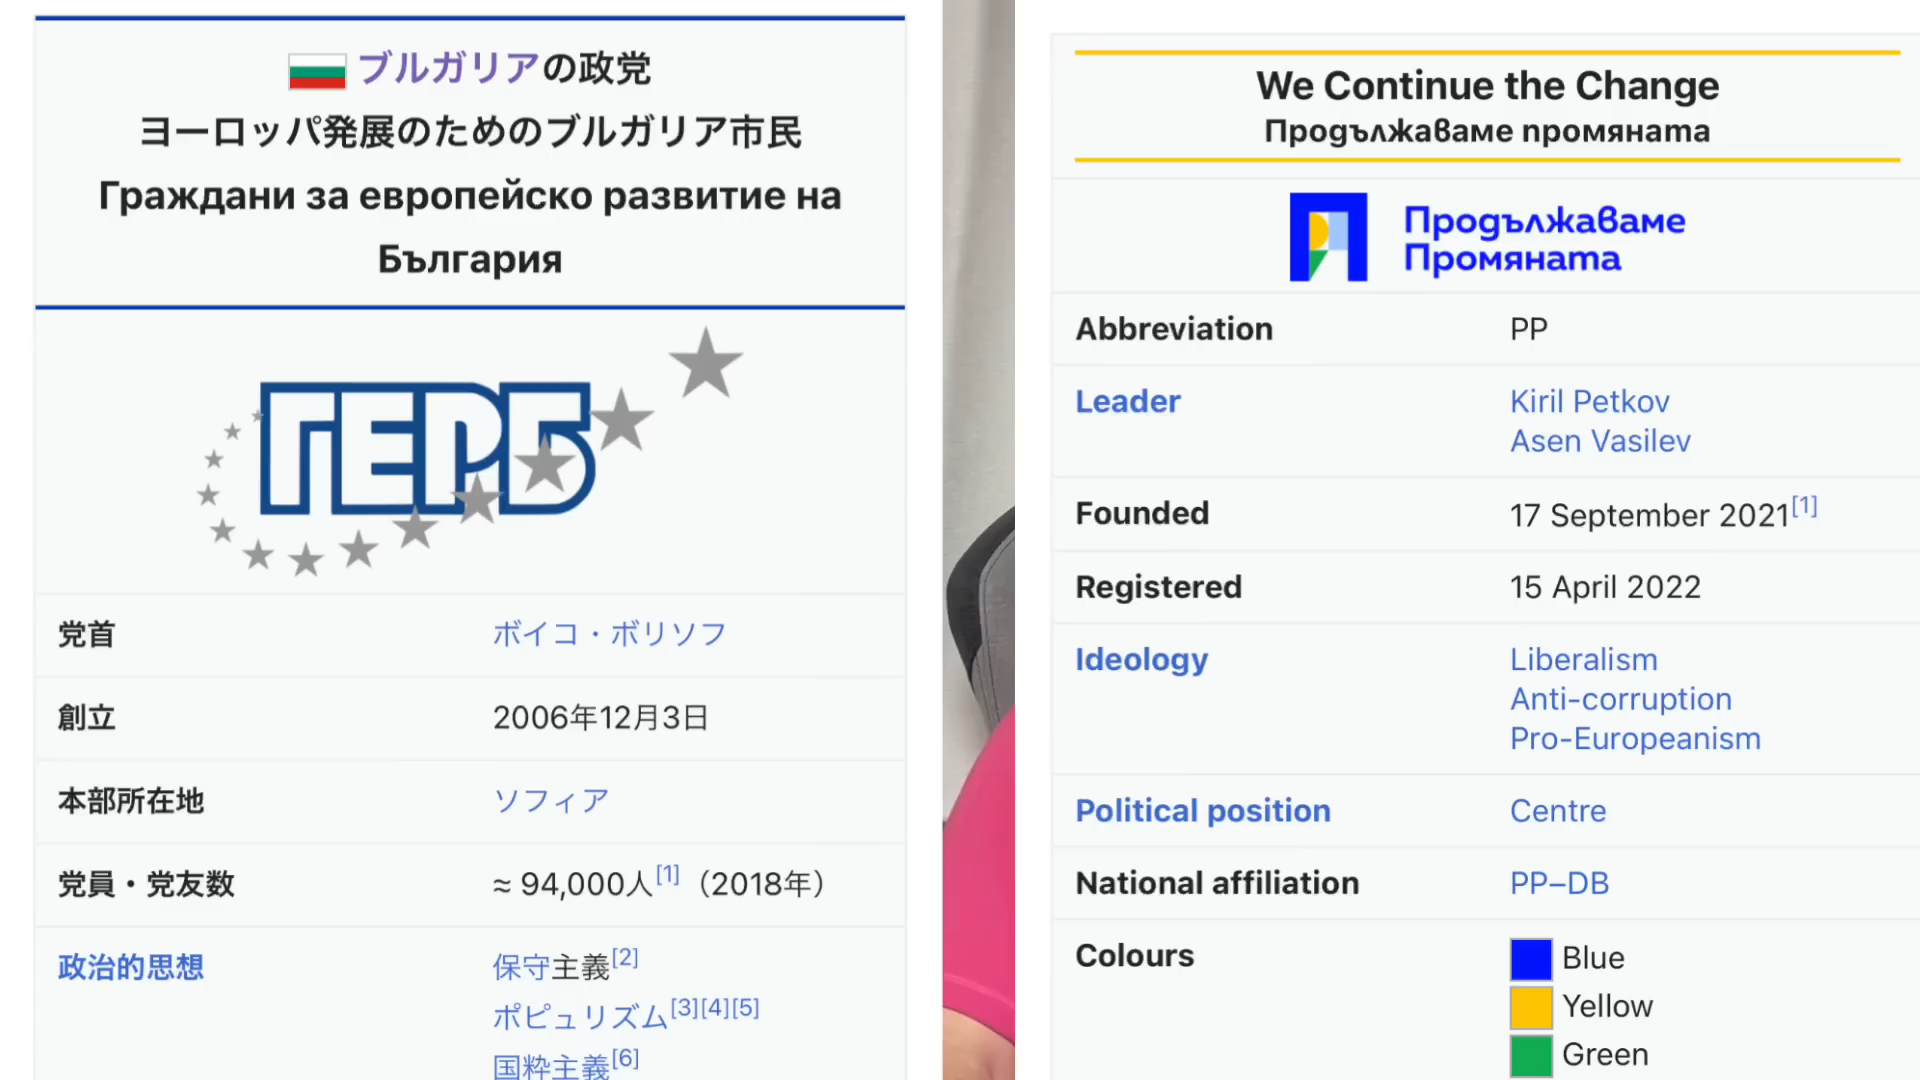 ブルガリアの政党
ヨーロッパ発展のためのブルガリア市民
Граждани за европейско развитие на
България
ГЕРБ
党首 ボイコ・ボリソフ
創立 2006年12月3日
本部所在地 ソフィア
党員・党友数 ≈ 94,000人[1]（2018年）
政治的思想 保守主義[2]
ポピュリズム[3][4][5]
国粋主義[6]
We Continue the Change
Продължаваме промяната
Продължаваме
Промяната
Abbreviation PP
Leader Kiril Petkov
Asen Vasilev
Founded 17 September 2021[1]
Registered 15 April 2022
Ideology Liberalism
Anti-corruption
Pro-Europeanism
Political position Centre
National affiliation PP–DB
Colours Blue
Yellow
Green